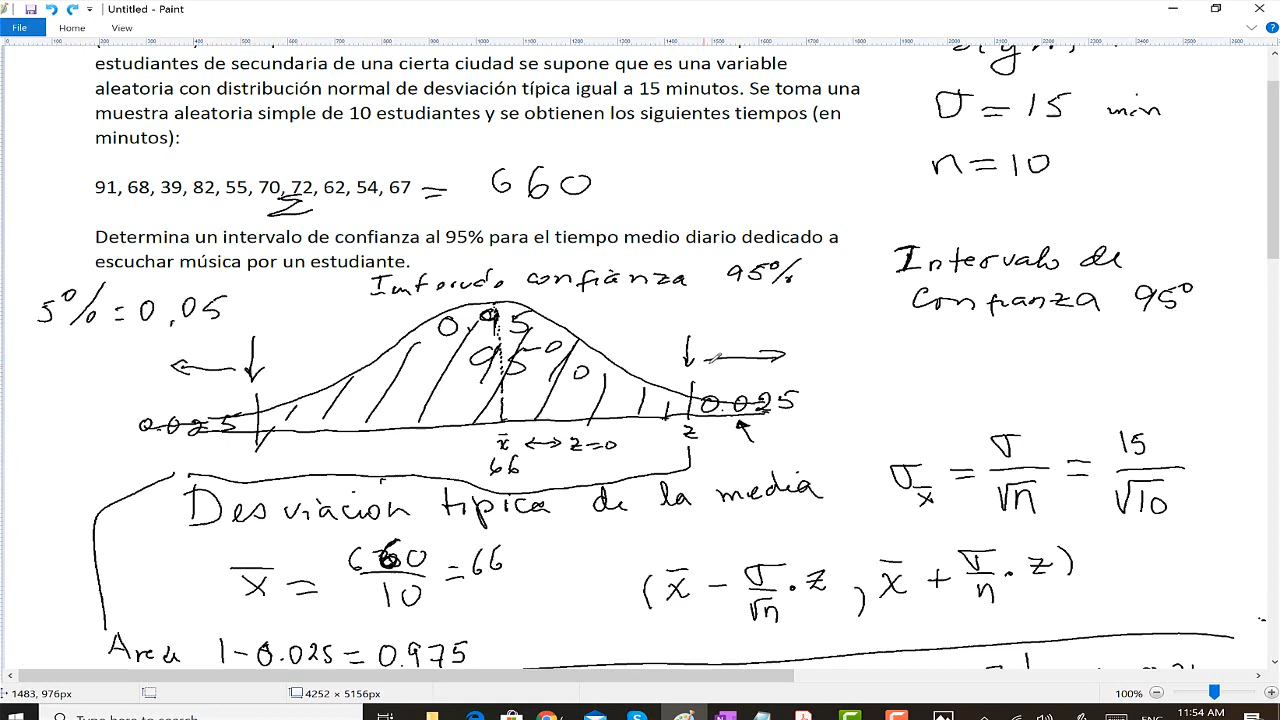 Untitled - Paint
File Home View
estudiantes de secundaria de una cierta ciudad se supone que es una variable
aleatoria con distribución normal de desviación típica igual a 15 minutos. Se toma una
muestra aleatoria simple de 10 estudiantes y se obtienen los siguientes tiempos (en
minutos):
σ = 15 min
n = 10
91, 68, 39, 82, 55, 70, 72, 62, 54, 67 = 660
Σ
Determina un intervalo de confianza al 95% para el tiempo medio diario dedicado a
escuchar música por un estudiante.
Intervalo de
confianza 95%
confianza 95%
5% = 0.05
0.95
95%
0.025
0.025
x̄ ↔ z=0
z
66
σx̄ = σ/√n = 15/√10
Desviación típica de la media
x̄ = 660/10 = 66
(x̄ - σ/√n · z, x̄ + σ/n · z)
Area 1-0.025 = 0.975
1483, 976px
4252 × 5156px
100%
Type here to search
ENG
11:54 AM